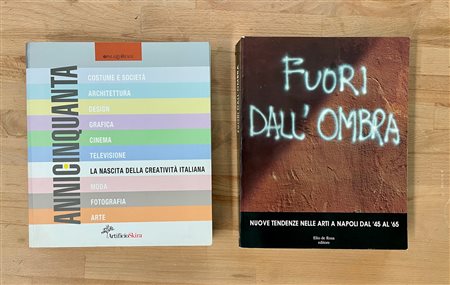 ANNICINQUANTA
COSTUME E SOCIETÀ
ARCHITETTURA
DESIGN
GRAFICA
CINEMA
TELEVISIONE
LA NASCITA DELLA CREATIVITÀ ITALIANA
MODA
FOTOGRAFIA
ARTE
ArtificioSkira
FUORI
DALL'OMBRA
NUOVE TENDENZE NELLE ARTI A NAPOLI DAL '45 AL '65
Elio de Rosa
editore